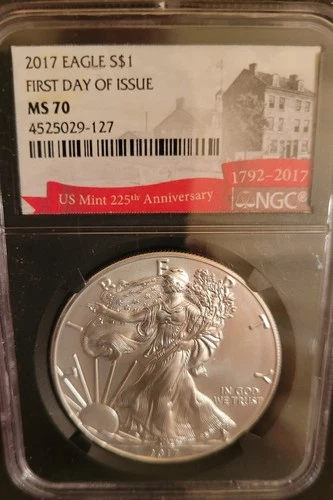 2017 EAGLE S$1
FIRST DAY OF ISSUE
MS 70
4525029-127
1792-2017
US Mint 225th Anniversary
NGC®
LIBERTY
IN GOD
WE TRUST
2017